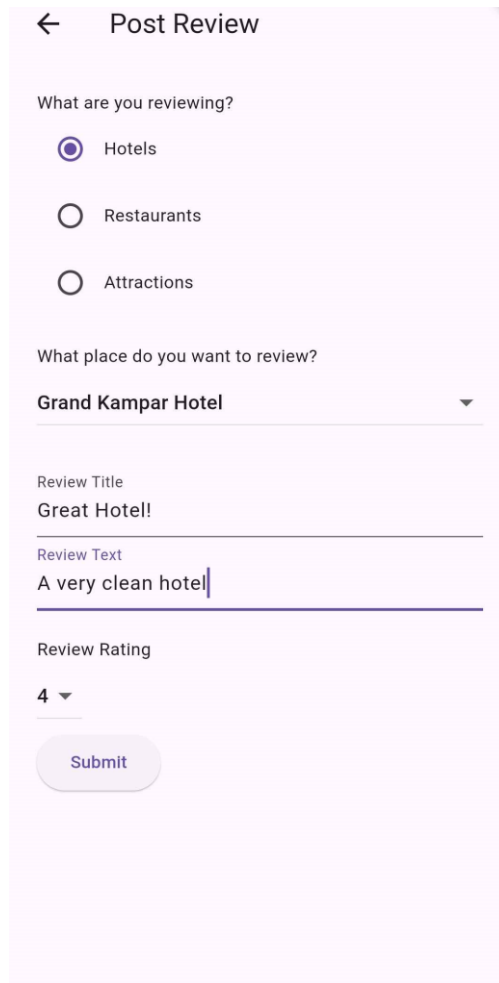 Post Review
What are you reviewing?
Hotels
Restaurants
Attractions
What place do you want to review?
Grand Kampar Hotel
Review Title
Great Hotel!
Review Text
A very clean hotel
Review Rating
4
Submit